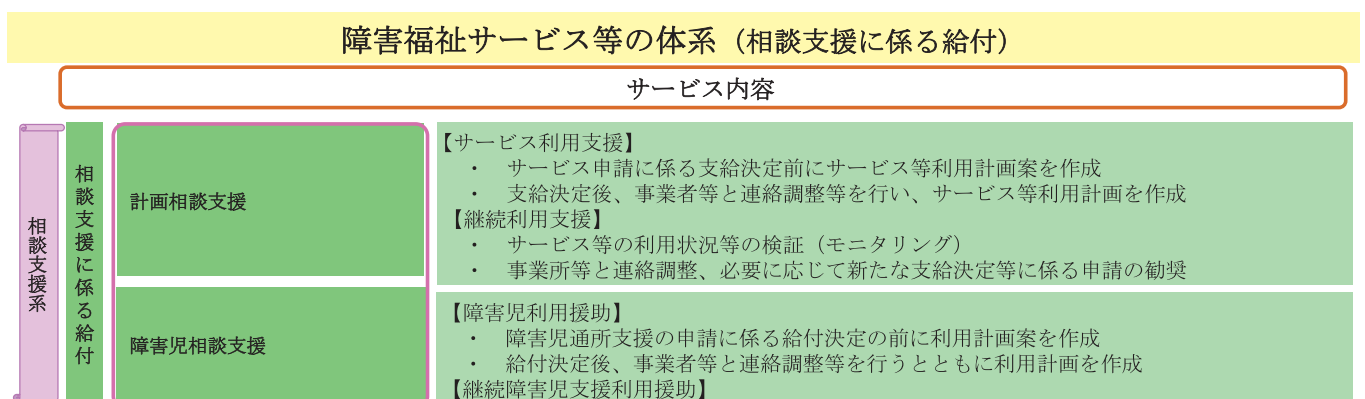 障害福祉サービス等の体系（相談支援に係る給付）
サービス内容
相談支援系
相談支援に係る給付
計画相談支援
【サービス利用支援】
・ サービス申請に係る支給決定前にサービス等利用計画案を作成
・ 支給決定後、事業者等と連絡調整等を行い、サービス等利用計画を作成
【継続利用支援】
・ サービス等の利用状況等の検証（モニタリング）
・ 事業所等と連絡調整、必要に応じて新たな支給決定等に係る申請の勧奨
障害児相談支援
【障害児利用援助】
・ 障害児通所支援の申請に係る給付決定の前に利用計画案を作成
・ 給付決定後、事業者等と連絡調整等を行うとともに利用計画を作成
【継続障害児支援利用援助】